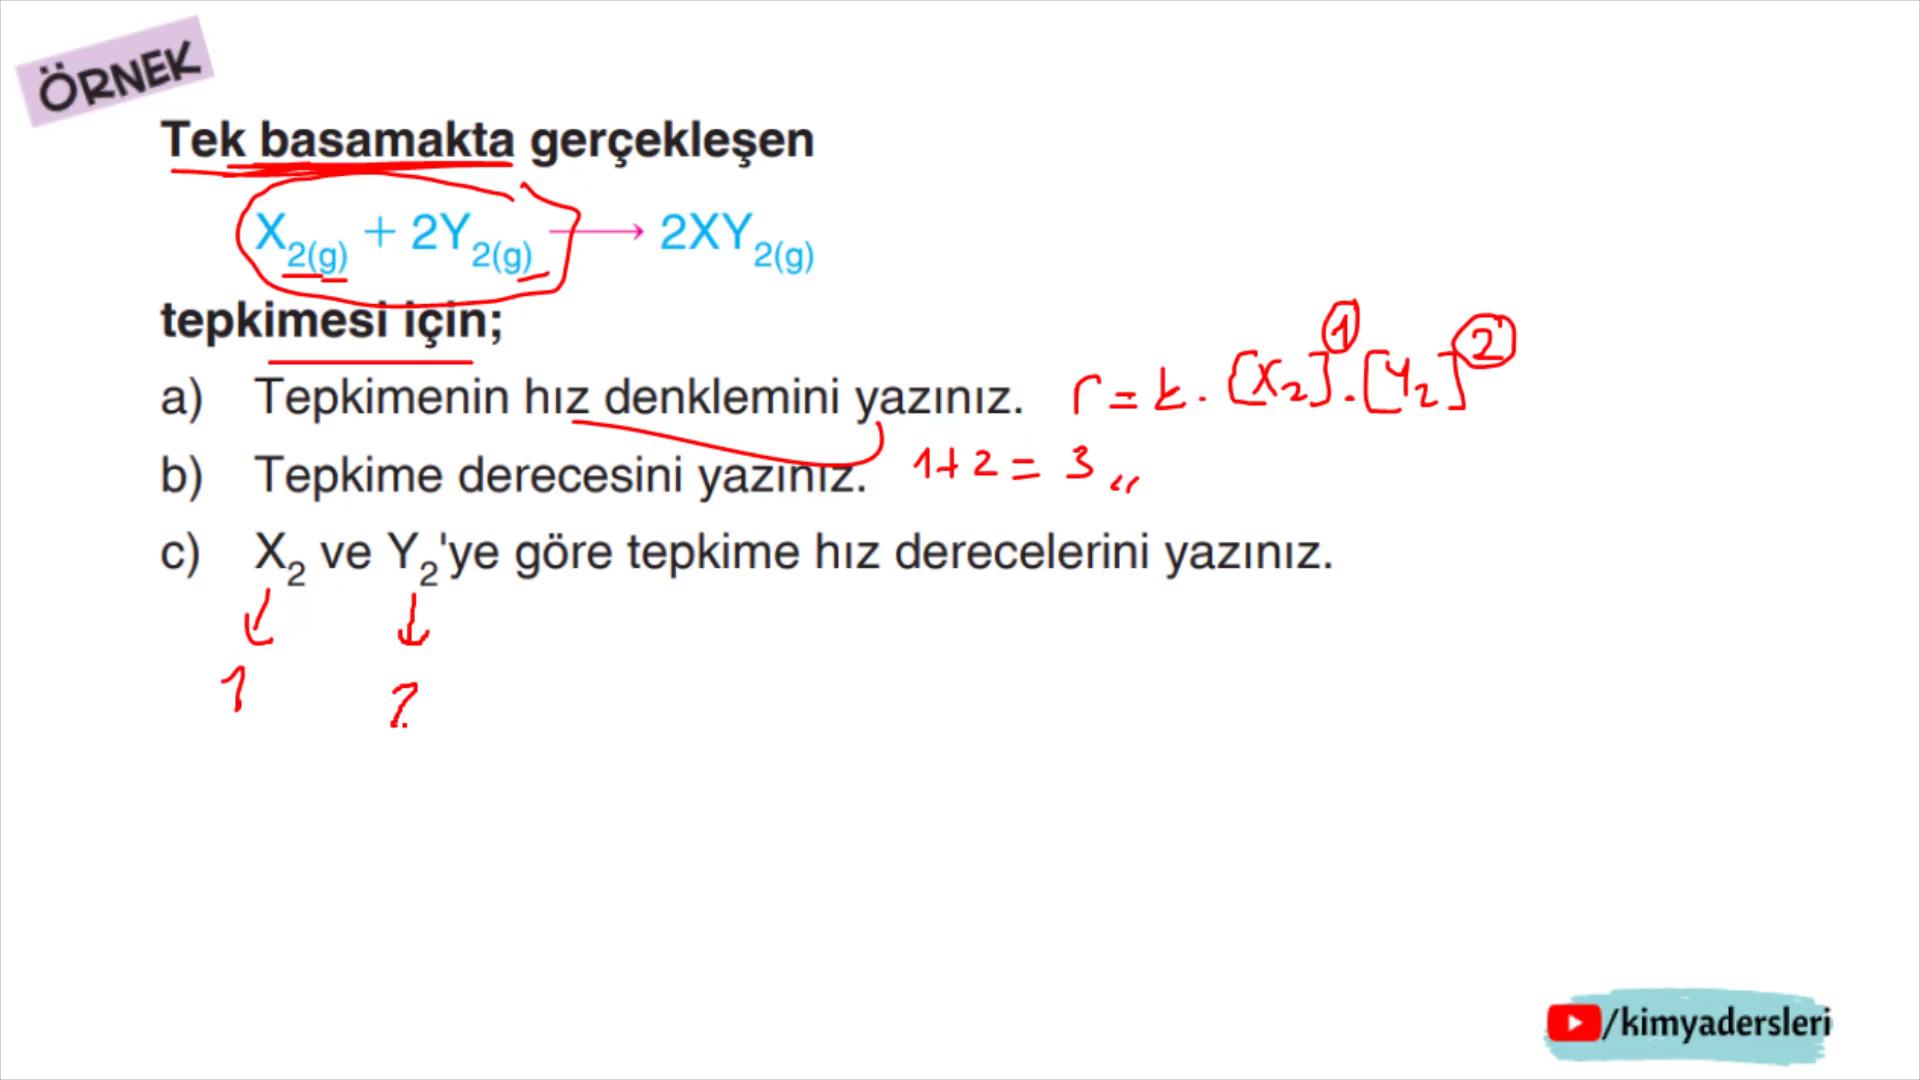 ÖRNEK
Tek basamakta gerçekleşen
X2(g) + 2Y2(g) → 2XY2(g)
tepkimesi için;
a) Tepkimenin hız denklemini yazınız. r = k . [X2]^1 . [Y2]^2
b) Tepkime derecesini yazınız. 1+2 = 3 //
c) X2 ve Y2'ye göre tepkime hız derecelerini yazınız.
↓ ↓
1
/kimyadersleri